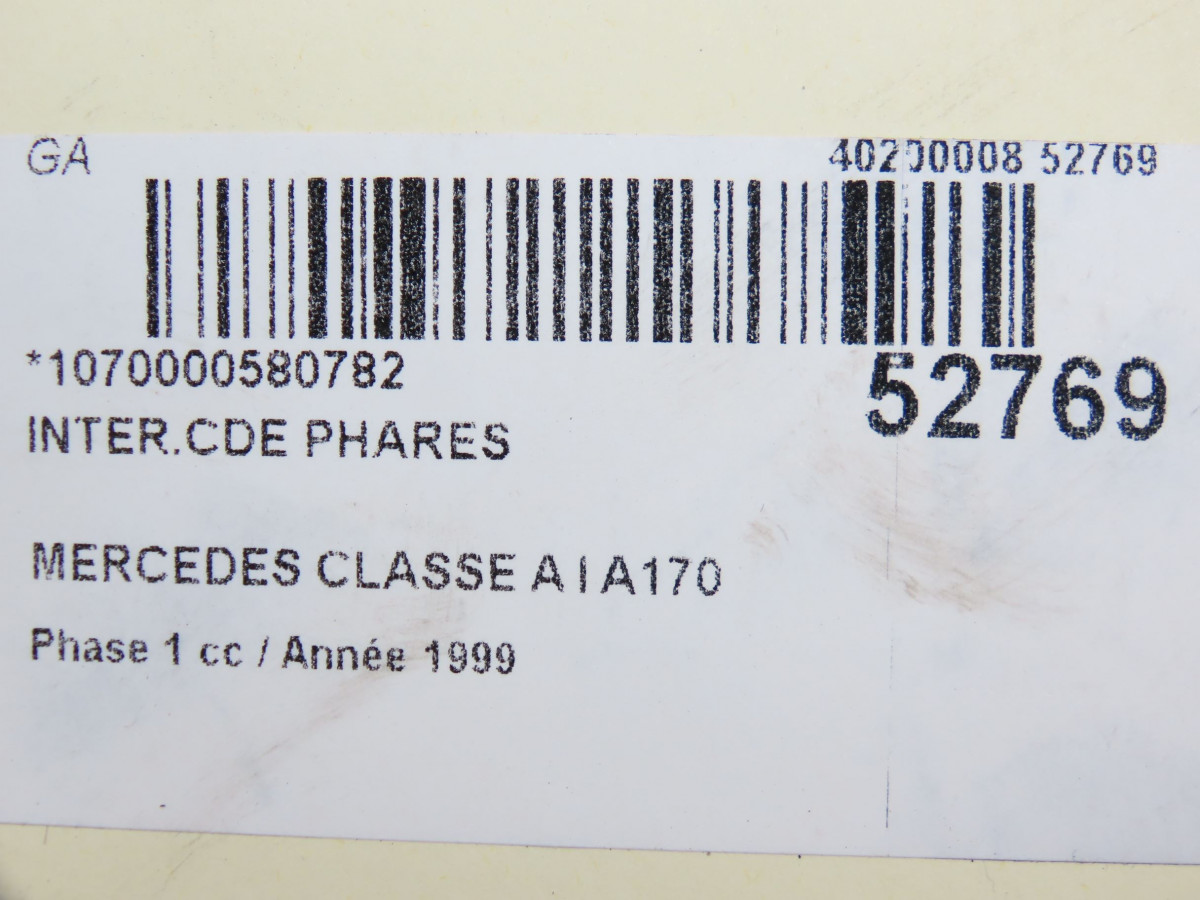 GA
40200008 52769
*1070000580782
52769
INTER.CDE PHARES
MERCEDES CLASSE A I A170
Phase 1 cc / Année 1999